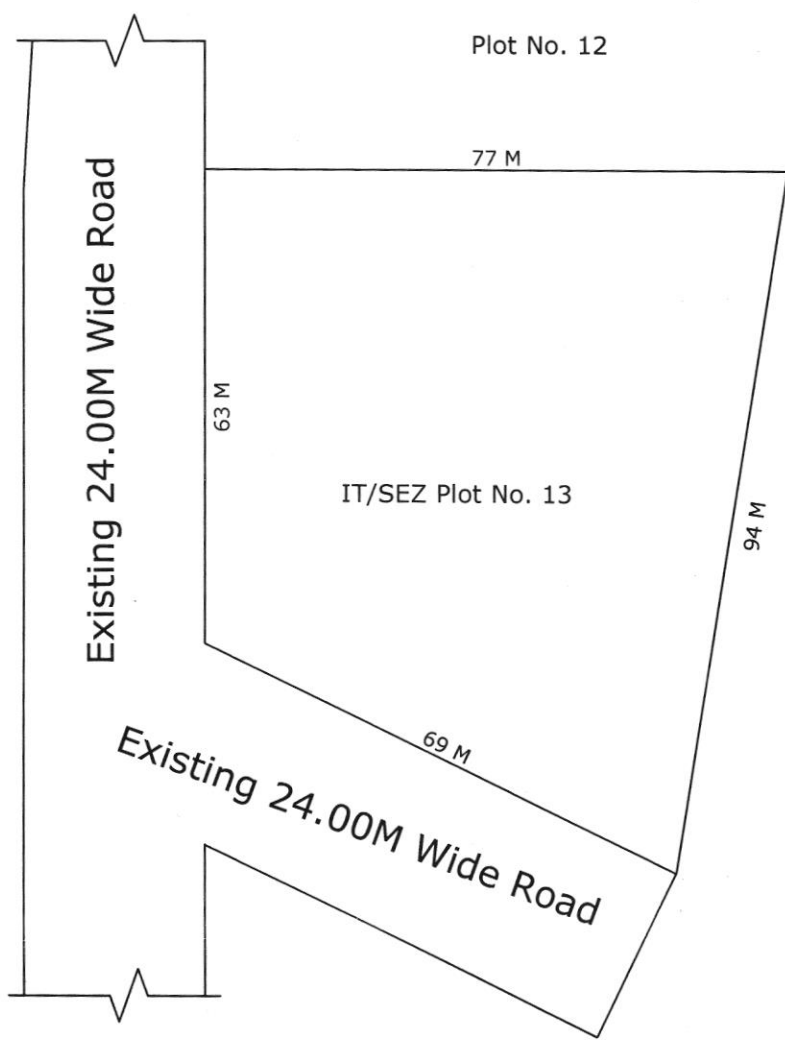 Plot No. 12
77 M
Existing 24.00M Wide Road
63 M
IT/SEZ Plot No. 13
94 M
69 M
Existing 24.00M Wide Road